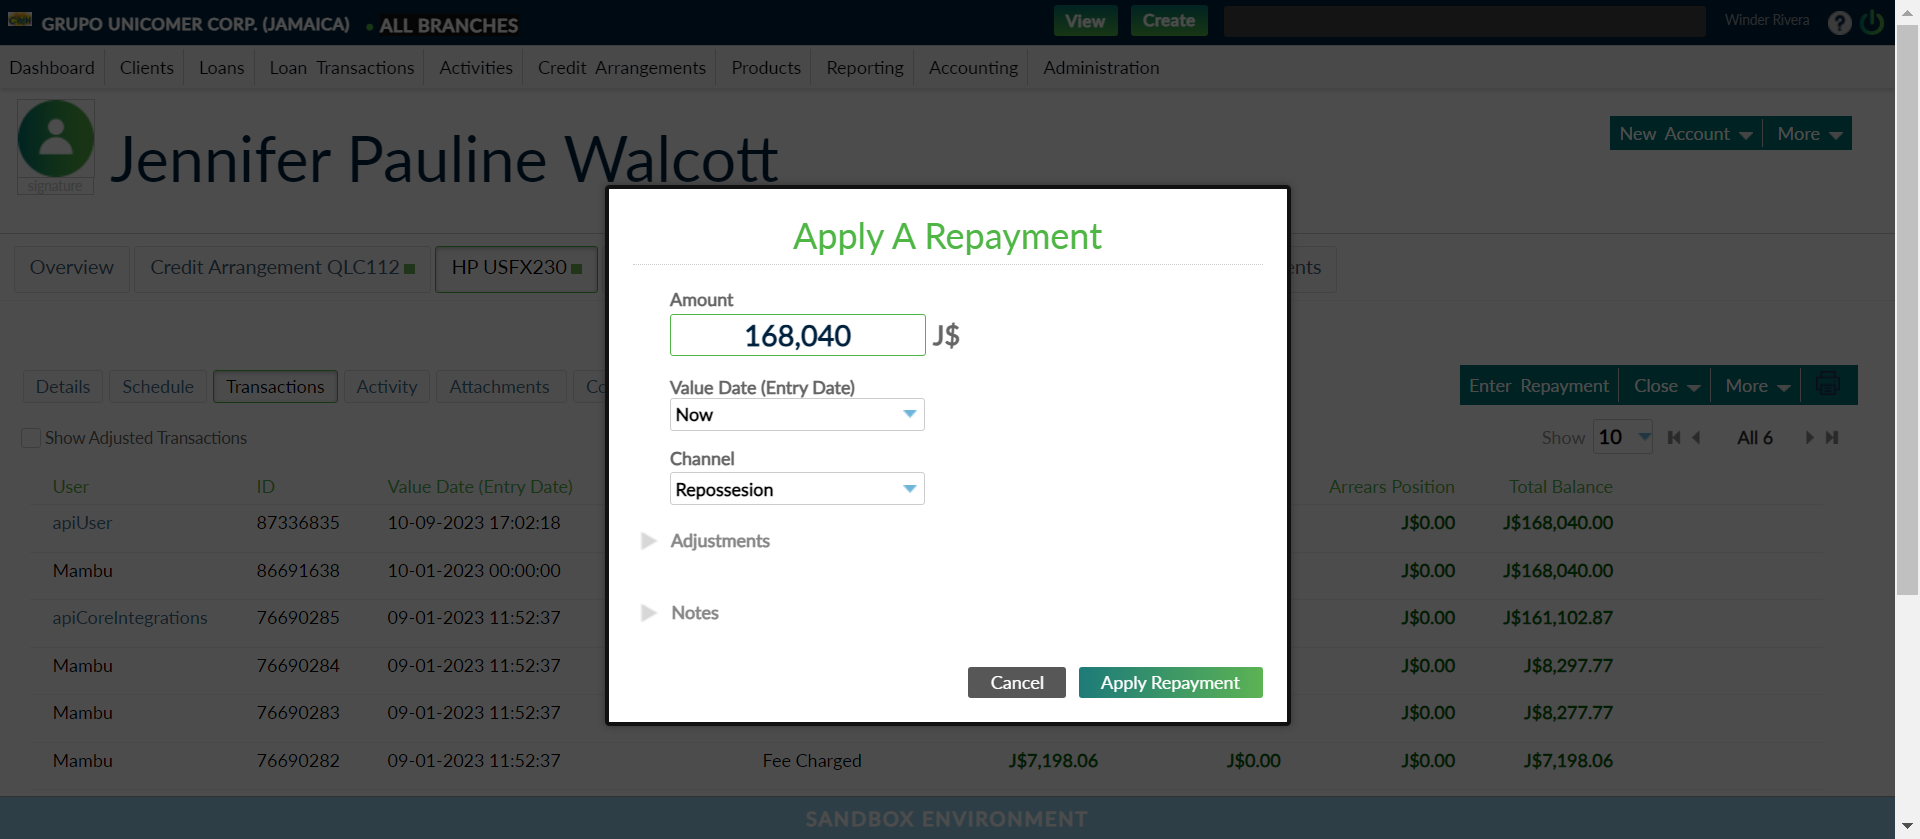 GRUPO UNICOMER CORP. (JAMAICA) • ALL BRANCHES View Create Winder Rivera ?
Dashboard Clients Loans Loan Transactions Activities Credit Arrangements Products Reporting Accounting Administration
signature
Jennifer Pauline Walcott
New Account More
Overview Credit Arrangement QLC112 HP USFX230
Apply A Repayment
Amount
168,040 J$
Value Date (Entry Date)
Now
Channel
Repossesion
Adjustments
Notes
Cancel Apply Repayment
Details Schedule Transactions Activity Attachments
Enter Repayment Close More
Show Adjusted Transactions
Show 10 All 6
User ID Value Date (Entry Date) Arrears Position Total Balance
apiUser 87336835 10-09-2023 17:02:18 J$0.00 J$168,040.00
Mambu 86691638 10-01-2023 00:00:00 J$0.00 J$168,040.00
apiCoreIntegrations 76690285 09-01-2023 11:52:37 J$0.00 J$161,102.87
Mambu 76690284 09-01-2023 11:52:37 J$0.00 J$8,297.77
Mambu 76690283 09-01-2023 11:52:37 J$0.00 J$8,277.77
Mambu 76690282 09-01-2023 11:52:37 Fee Charged J$7,198.06 J$0.00 J$0.00 J$7,198.06
SANDBOX ENVIRONMENT